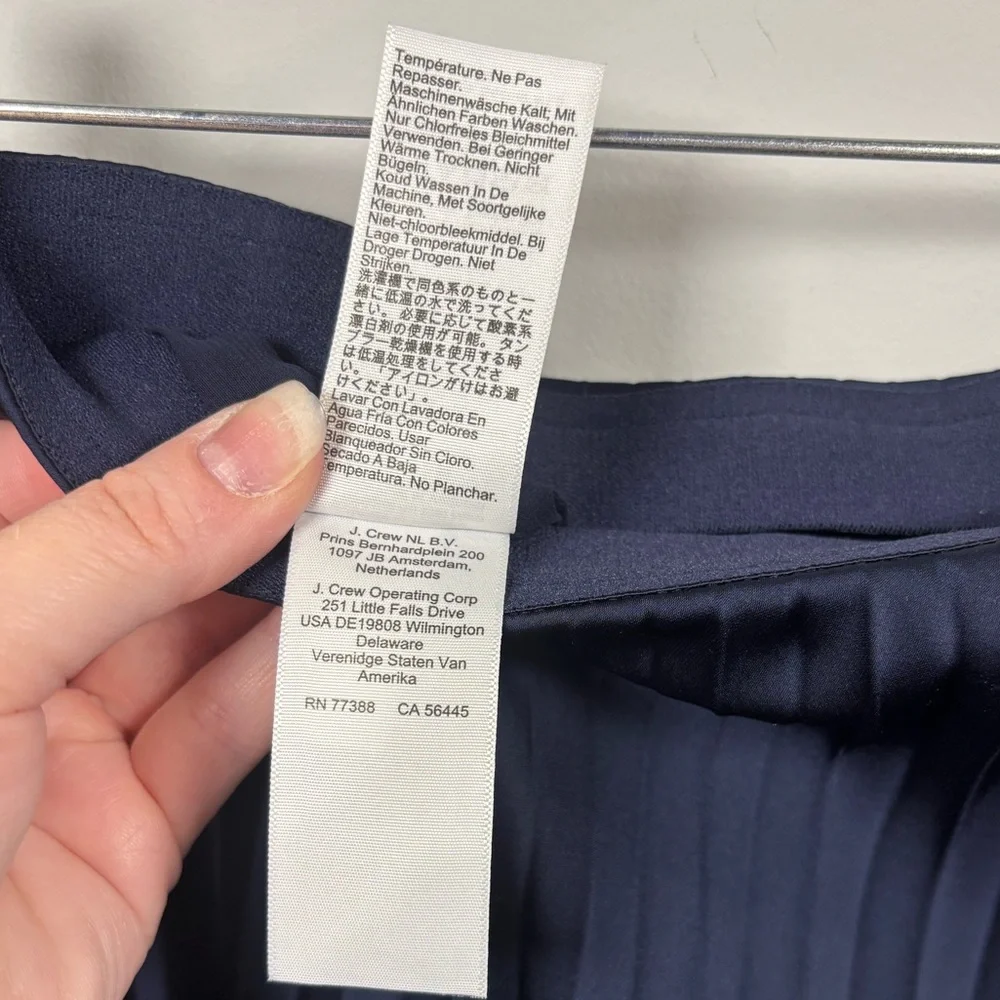 Température. Ne Pas
Repasser.
Maschinenwäsche Kalt; Mit
Ähnlichen Farben Waschen.
Nur Chlorfreies Bleichmittel
Verwenden. Bei Geringer
Wärme Trocknen. Nicht
Bügeln.
Koud Wassen In De
Machine, Met Soortgelijke
Kleuren.
Niet-chloorbleekmiddel. Bij
Lage Temperatuur In De
Droger Drogen. Niet
Strijken.
洗濯機で同色系のものと一
緒に低温の水で洗ってくだ
さい。必要に応じて酸素系
漂白剤の使用が可能。タン
ブラー乾燥機を使用する時
は低温処理をしてくださ
い。「アイロンがけはお避
けください」。
Lavar Con Lavadora En
Agua Fría Con Colores
Parecidos. Usar
Blanqueador Sin Cloro.
Secado A Baja
Temperatura. No Planchar.
J. Crew NL B.V.
Prins Bernhardplein 200
1097 JB Amsterdam,
Netherlands
J. Crew Operating Corp
251 Little Falls Drive
USA DE19808 Wilmington
Delaware
Verenidge Staten Van
Amerika
RN 77388 CA 56445